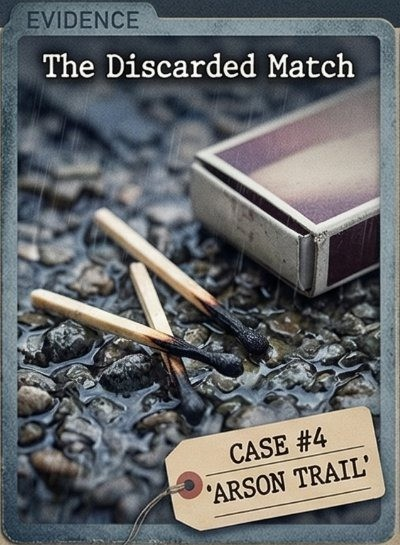 EVIDENCE
The Discarded Match
CASE #4
'ARSON TRAIL'